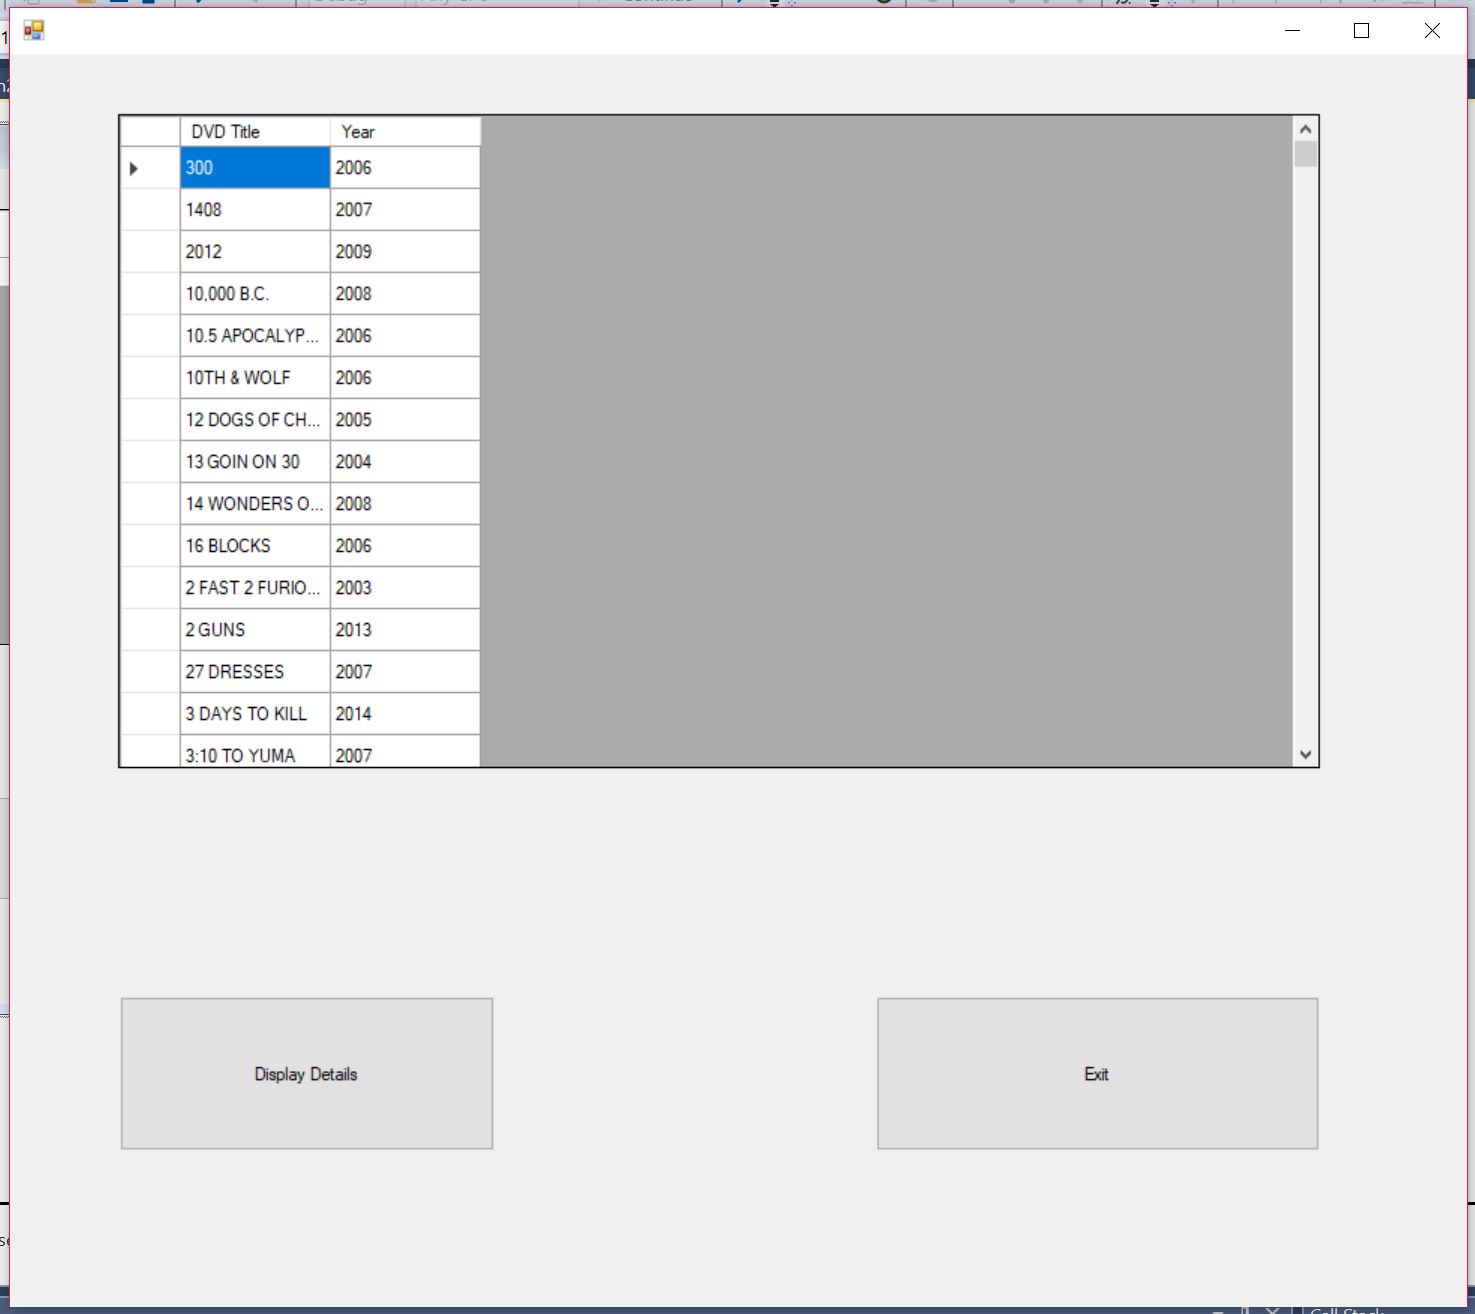 Continue
DVD Title Year
300 2006
1408 2007
2012 2009
10,000 B.C. 2008
10.5 APOCALYP... 2006
10TH & WOLF 2006
12 DOGS OF CH... 2005
13 GOIN ON 30 2004
14 WONDERS O... 2008
16 BLOCKS 2006
2 FAST 2 FURIO... 2003
2 GUNS 2013
27 DRESSES 2007
3 DAYS TO KILL 2014
3:10 TO YUMA 2007
Display Details
Exit
Call Stack